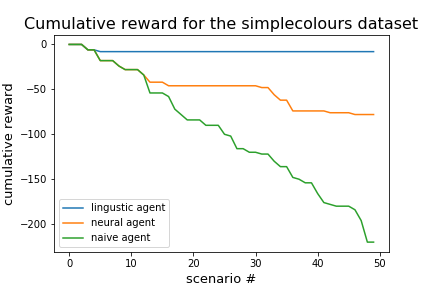 Cumulative reward for the simplecolours dataset
0
−50
−100
−150
−200
cumulative reward
lingustic agent
neural agent
naive agent
0 10 20 30 40 50
scenario #